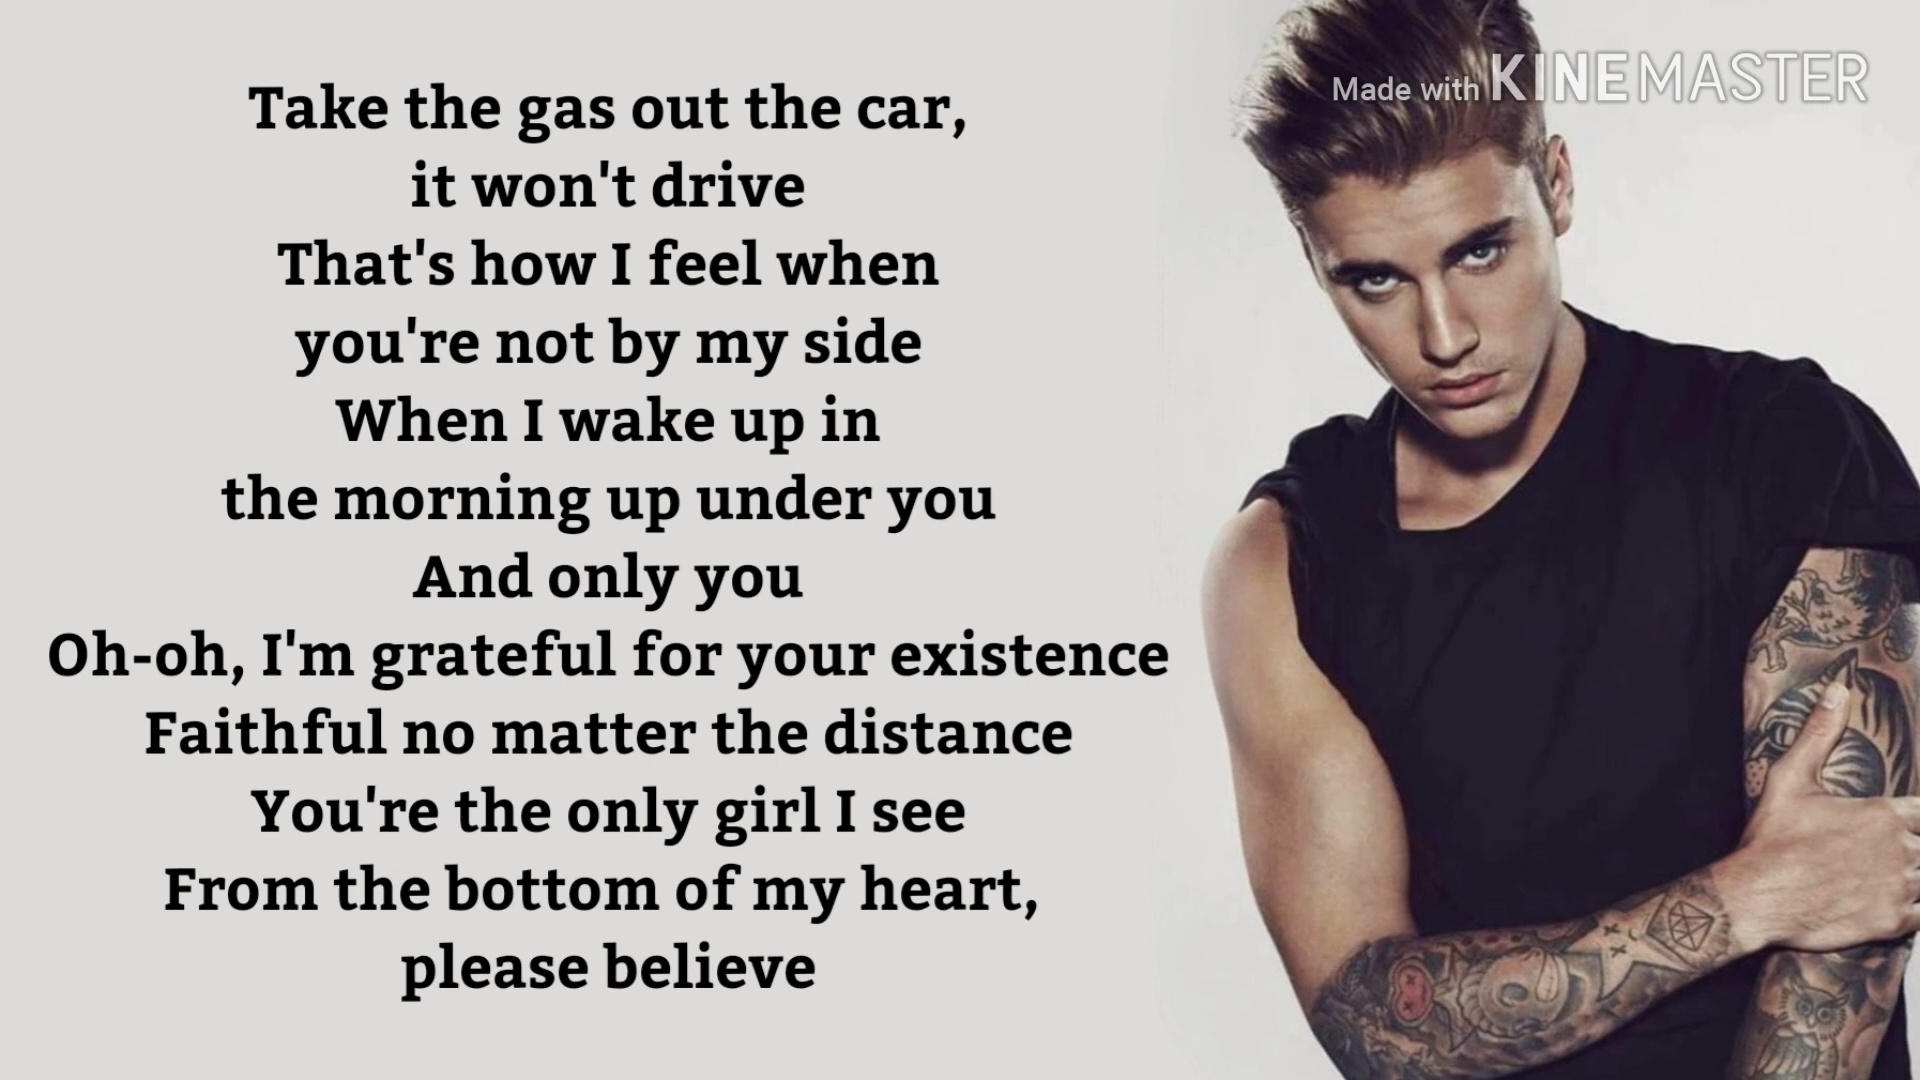 Made with KINEMASTER
Take the gas out the car,
it won't drive
That's how I feel when
you're not by my side
When I wake up in
the morning up under you
And only you
Oh-oh, I'm grateful for your existence
Faithful no matter the distance
You're the only girl I see
From the bottom of my heart,
please believe